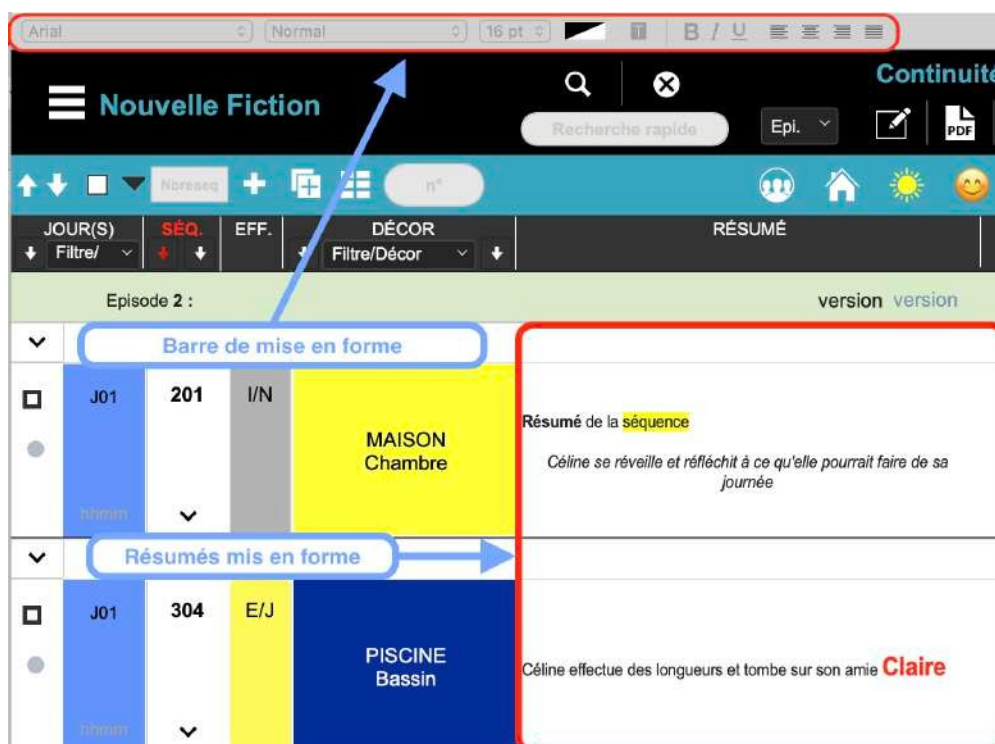 Arial Normal 16 pt T B I U
Continuité
Nouvelle Fiction
Recherche rapide Epi. PDF
Nbreseq n°
JOUR(S) SÉQ. EFF. DÉCOR RÉSUMÉ
Filtre/ Filtre/Décor
Episode 2 : version version
Barre de mise en forme
J01 201 I/N
MAISON
Chambre
Résumé de la séquence
Céline se réveille et réfléchit à ce qu'elle pourrait faire de sa
journée
hhmm
Résumés mis en forme
J01 304 E/J
PISCINE
Bassin
Céline effectue des longueurs et tombe sur son amie Claire
hhmm